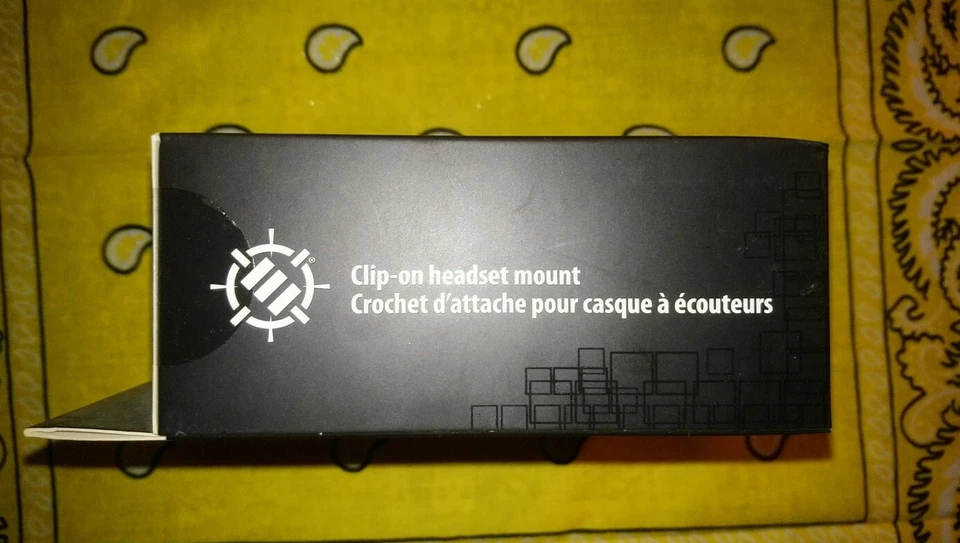 ®
Clip-on headset mount
Crochet d'attache pour casque à écouteurs